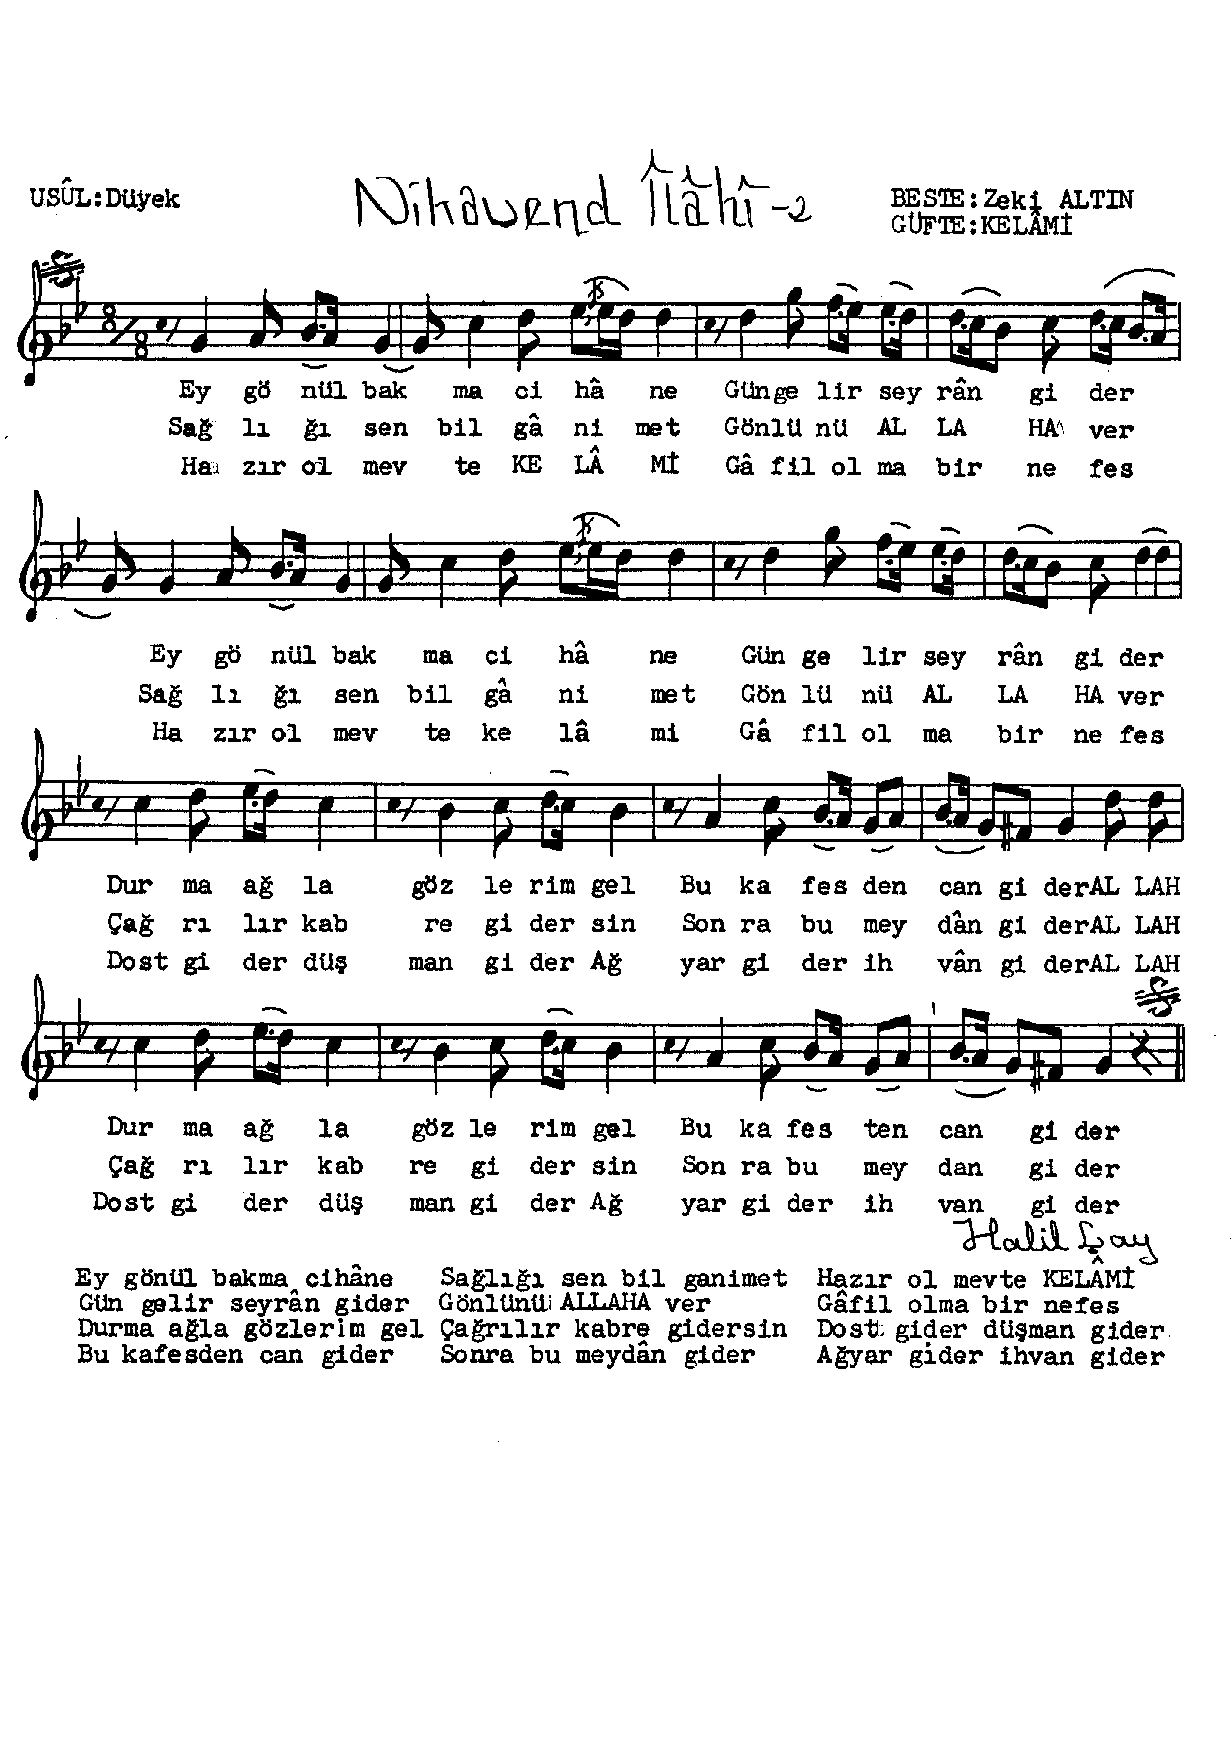 USÛL:Düyek
Nihavend İlâhî -2
BESTE:Zeki ALTIN
GÜFTE:KELÂMİ
8/8
Ey gö nül bak ma ci hâ ne Günge lir sey rân gi der
Sağ lı ğı sen bil gâ ni met Gönlü nü AL LA HA ver
Ha zır ol mev te KE LÂ Mİ Gâ fil ol ma bir ne fes
Ey gö nül bak ma ci hâ ne Gün ge lir sey rân gi der
Sağ lı ğı sen bil gâ ni met Gön lü nü AL LA HA ver
Ha zır ol mev te ke lâ mi Gâ fil ol ma bir ne fes
Dur ma ağ la göz le rim gel Bu ka fes den can gi derAL LAH
Çağ rı lır kab re gi der sin Son ra bu mey dân gi derAL LAH
Dost gi der düş man gi der Ağ yar gi der ih vân gi derAL LAH
Dur ma ağ la göz le rim gel Bu ka fes ten can gi der
Çağ rı lır kab re gi der sin Son ra bu mey dan gi der
Dost gi der düş man gi der Ağ yar gi der ih van gi der
Halil Çay
Ey gönül bakma cihâne
Gün gelir seyrân gider
Durma ağla gözlerim gel
Bu kafesden can gider
Sağlığı sen bil ganimet
Gönlünü ALLAHA ver
Çağrılır kabre gidersin
Sonra bu meydân gider
Hazır ol mevte KELÂMİ
Gâfil olma bir nefes
Dost gider düşman gider
Ağyar gider ihvan gider